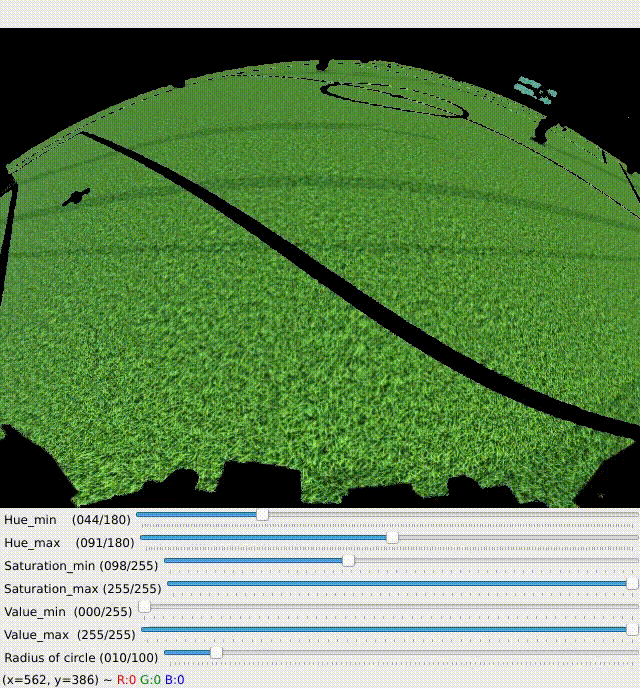 Hue_min (044/180)
Hue_max (091/180)
Saturation_min (098/255)
Saturation_max (255/255)
Value_min (000/255)
Value_max (255/255)
Radius of circle (010/100)
(x=562, y=386) ~ R:0 G:0 B:0